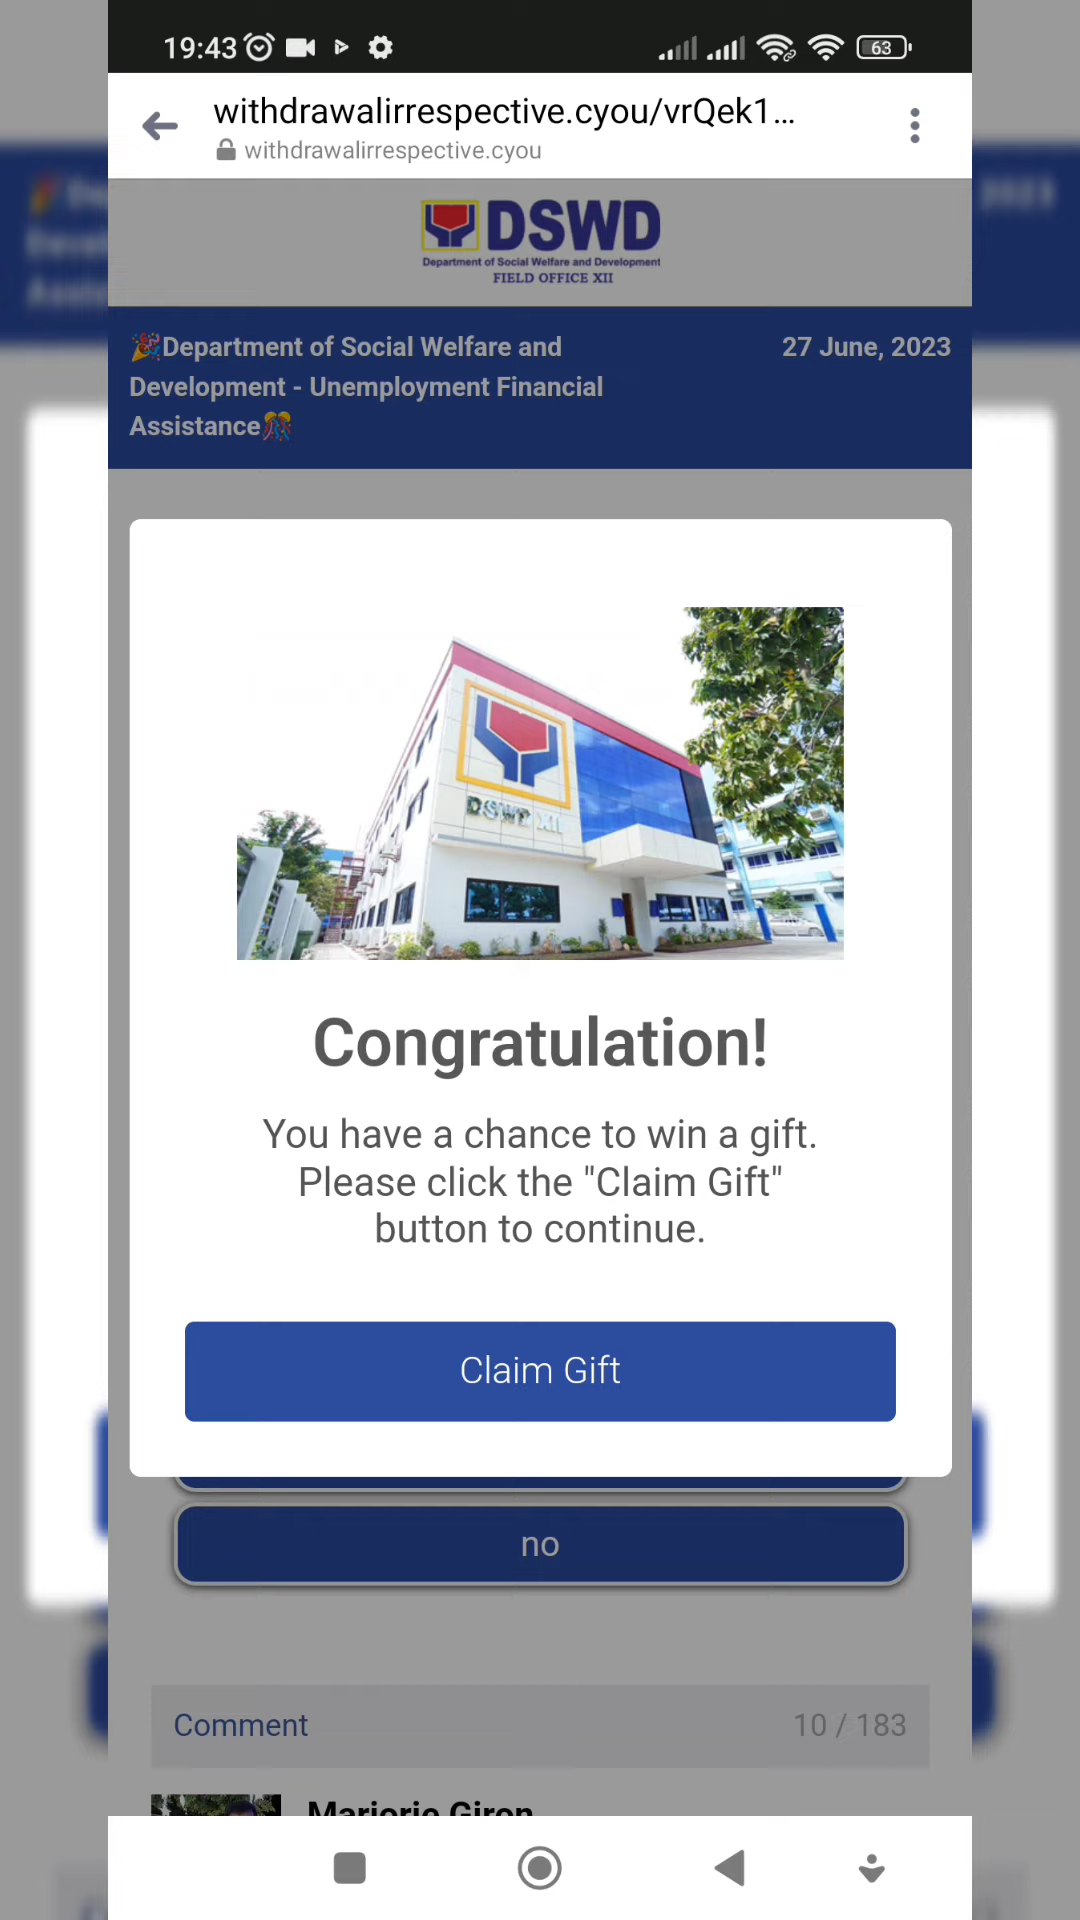 19:43
63
withdrawalirrespective.cyou/vrQek1...
withdrawalirrespective.cyou
DSWD
Department of Social Welfare and Development
FIELD OFFICE XII
🎉Department of Social Welfare and
Development - Unemployment Financial
Assistance🎊
27 June, 2023
DSWD XII
Congratulation!
You have a chance to win a gift.
Please click the "Claim Gift"
button to continue.
Claim Gift
no
Comment
10 / 183
Marjorie Giron